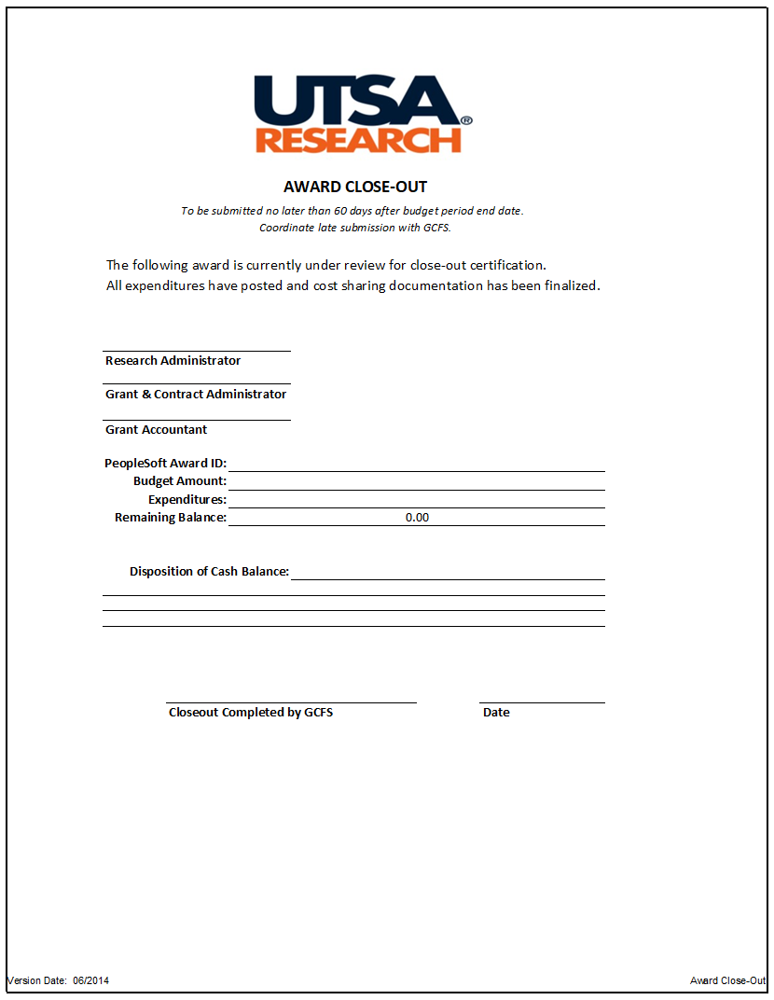 UTSA®
RESEARCH
AWARD CLOSE-OUT
To be submitted no later than 60 days after budget period end date.
Coordinate late submission with GCFS.
The following award is currently under review for close-out certification.
All expenditures have posted and cost sharing documentation has been finalized.
Research Administrator
Grant & Contract Administrator
Grant Accountant
PeopleSoft Award ID:
Budget Amount:
Expenditures:
Remaining Balance: 0.00
Disposition of Cash Balance:
Closeout Completed by GCFS Date
Version Date: 06/2014 Award Close-Out